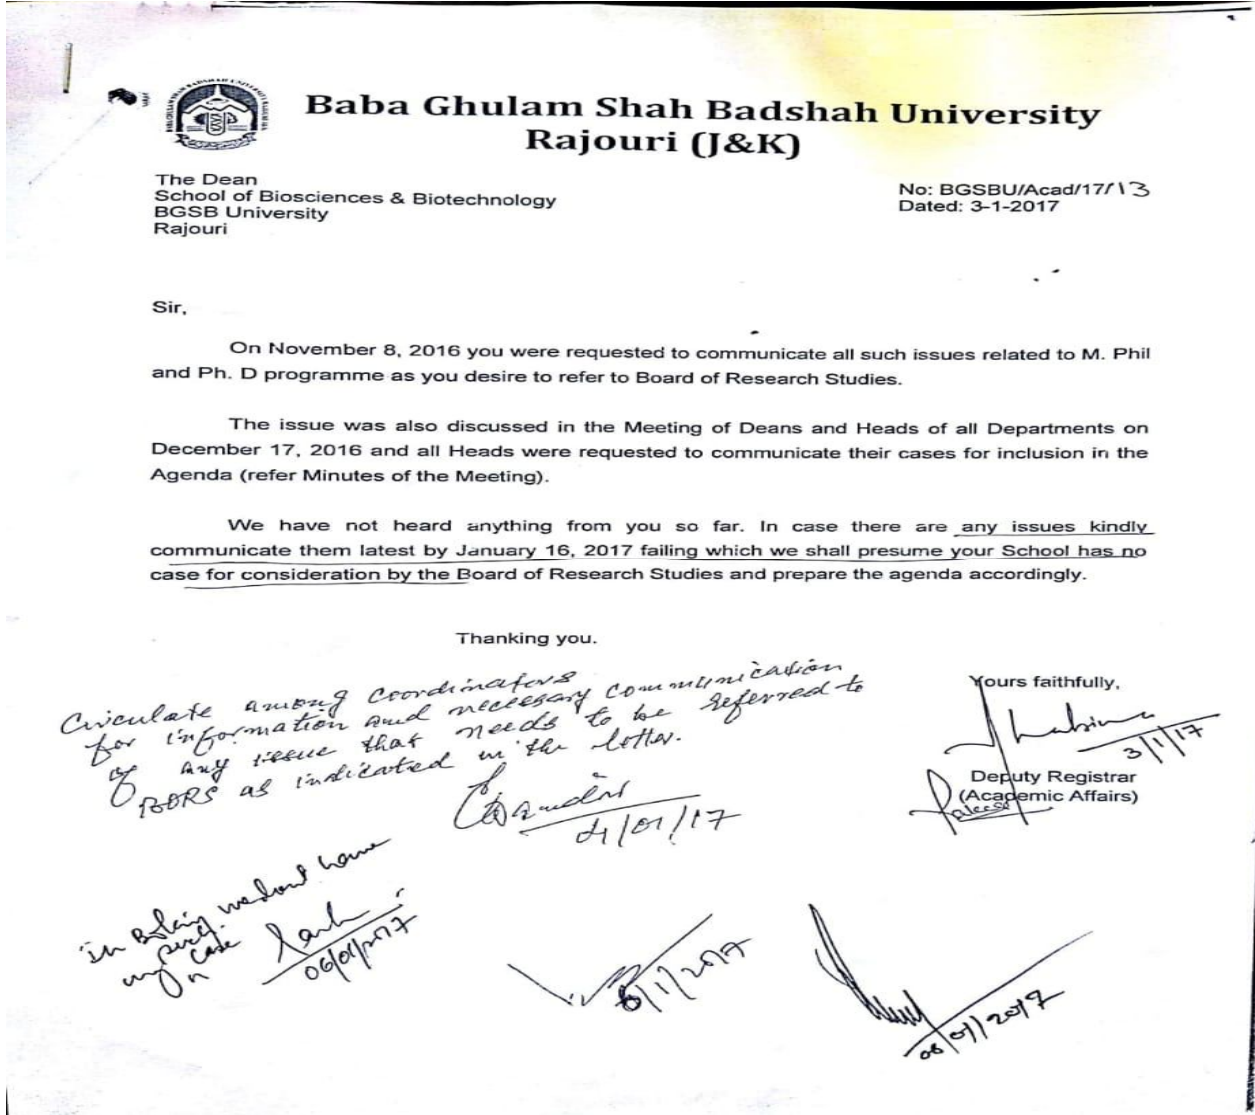 Baba Ghulam Shah Badshah University
Rajouri (J&K)
The Dean
School of Biosciences & Biotechnology
BGSB University
Rajouri
No: BGSBU/Acad/17/13
Dated: 3-1-2017
Sir,
On November 8, 2016 you were requested to communicate all such issues related to M. Phil
and Ph. D programme as you desire to refer to Board of Research Studies.
The issue was also discussed in the Meeting of Deans and Heads of all Departments on
December 17, 2016 and all Heads were requested to communicate their cases for inclusion in the
Agenda (refer Minutes of the Meeting).
We have not heard anything from you so far. In case there are any issues kindly
communicate them latest by January 16, 2017 failing which we shall presume your School has no
case for consideration by the Board of Research Studies and prepare the agenda accordingly.
Thanking you.
Yours faithfully,
3/1/17
Deputy Registrar
(Academic Affairs)
Circulate among coordinators
for information and necessary communication
of any issue that needs to be referred to
BORS as indicated in the letter.
4/01/17
in Botany we dont have
any such
case
06/01/2017
6/1/2017
06/01/2017